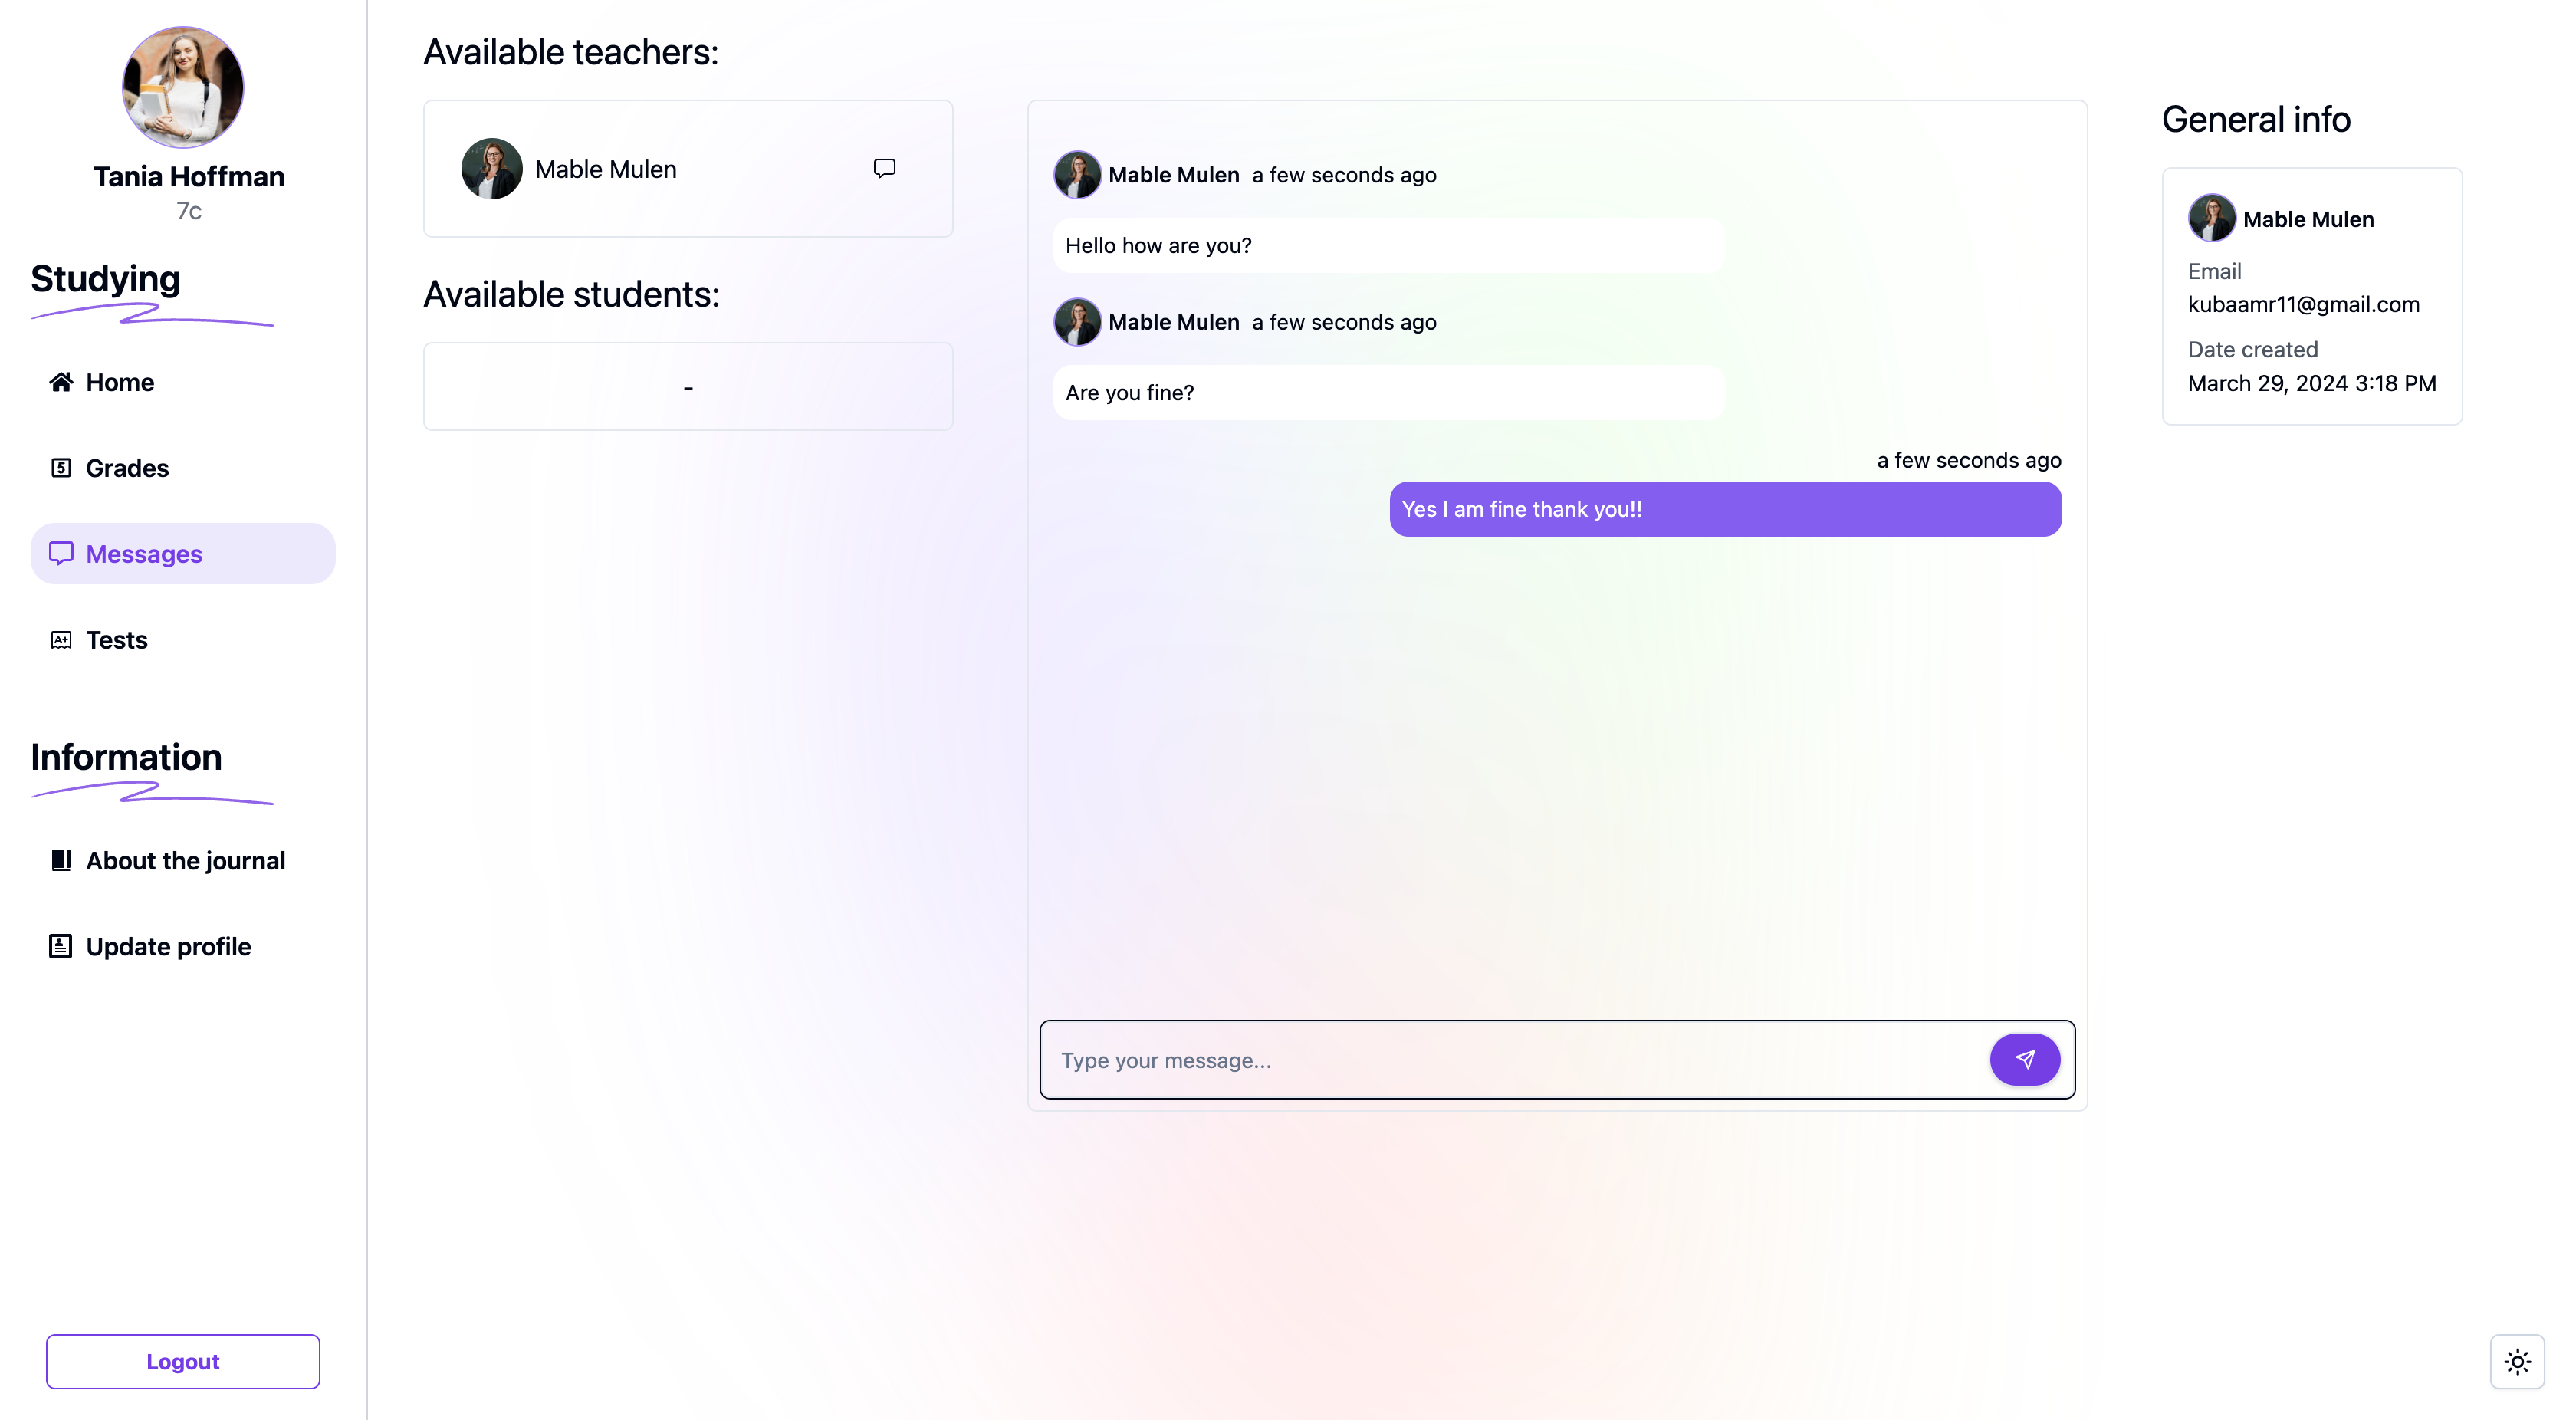 Tania Hoffman
7c
Studying
Home
5 Grades
Messages
A+ Tests
Information
About the journal
Update profile
Logout
Available teachers:
Mable Mulen
Available students:
-
Mable Mulen a few seconds ago
Hello how are you?
Mable Mulen a few seconds ago
Are you fine?
a few seconds ago
Yes I am fine thank you!!
Type your message...
General info
Mable Mulen
Email
kubaamr11@gmail.com
Date created
March 29, 2024 3:18 PM